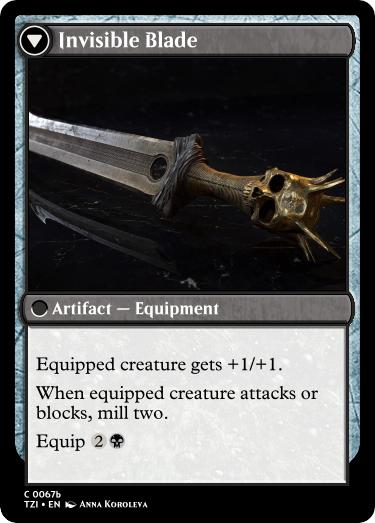 Invisible Blade
Artifact — Equipment
Equipped creature gets +1/+1.
When equipped creature attacks or
blocks, mill two.
Equip 2
C 0067b
TZI • EN Anna Koroleva